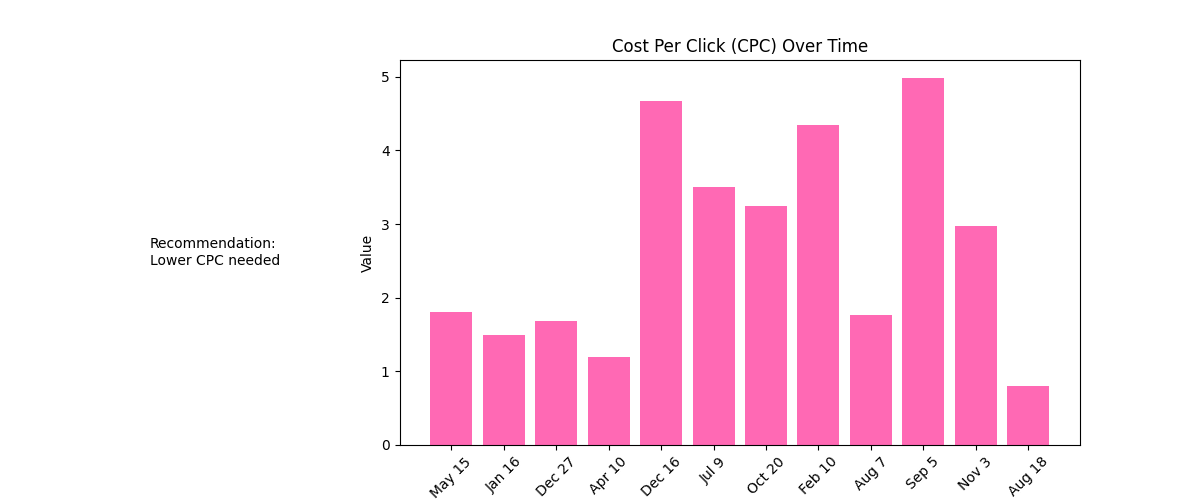 Cost Per Click (CPC) Over Time
Recommendation:
Lower CPC needed
Value
5
4
3
2
1
0
May 15
Jan 16
Dec 27
Apr 10
Dec 16
Jul 9
Oct 20
Feb 10
Aug 7
Sep 5
Nov 3
Aug 18